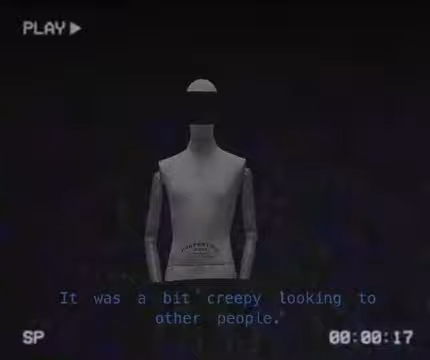 PLAY
It was a bit creepy looking to
other people.
SP
00:00:17